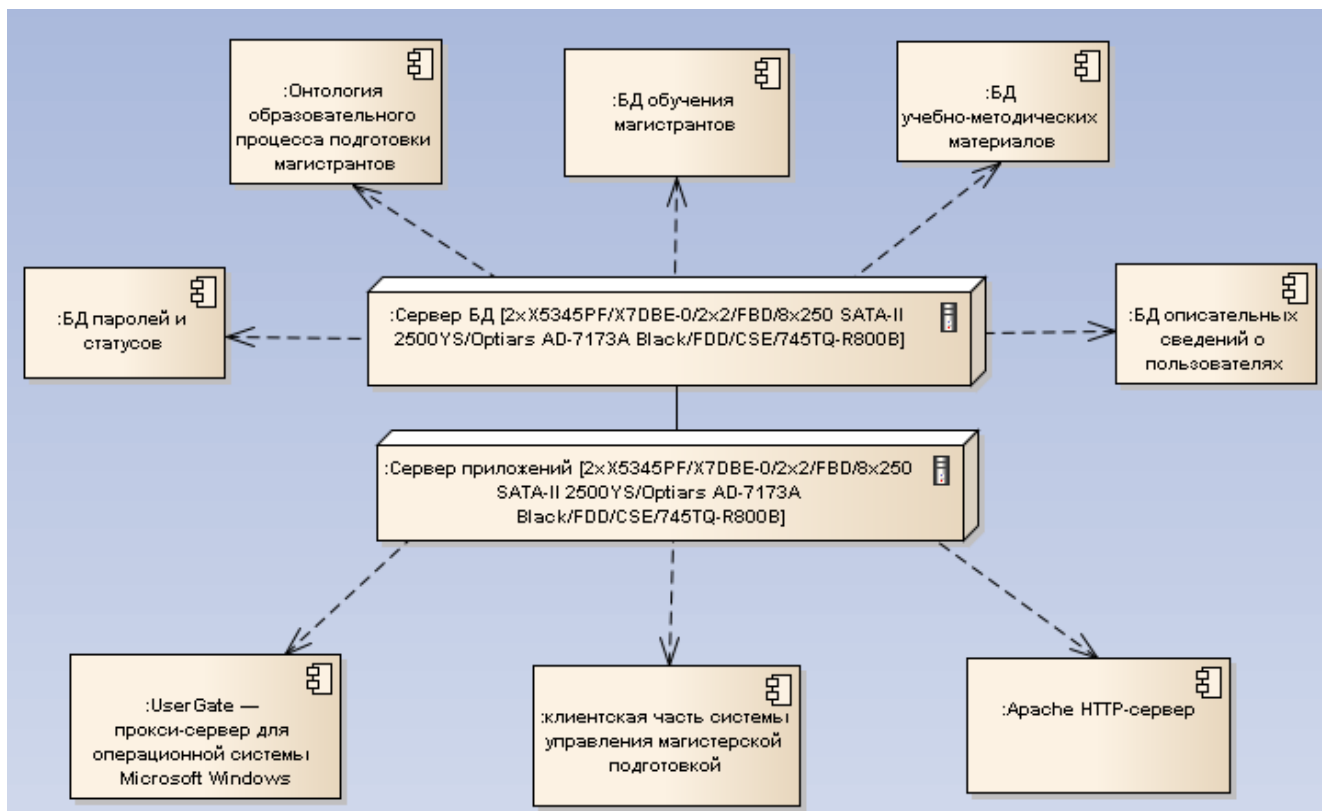 :Онтология
образовательного
процесса подготовки
магистрантов
:БД обучения
магистрантов
:БД
учебно-методических
материалов
:БД паролей и
статусов
:Сервер БД [2xX5345PF/X7DBE-0/2x2/FBD/8x250 SATA-II
2500YS/Optiars AD-7173A Black/FDD/CSE/745TQ-R800B]
:БД описательных
сведений о
пользователях
:Сервер приложений [2xX5345PF/X7DBE-0/2x2/FBD/8x250
SATA-II 2500YS/Optiars AD-7173A
Black/FDD/CSE/745TQ-R800B]
:UserGate —
прокси-сервер для
операционной системы
Microsoft Windows
:клиентская часть системы
управления магистерской
подготовкой
:Apache HTTP-сервер